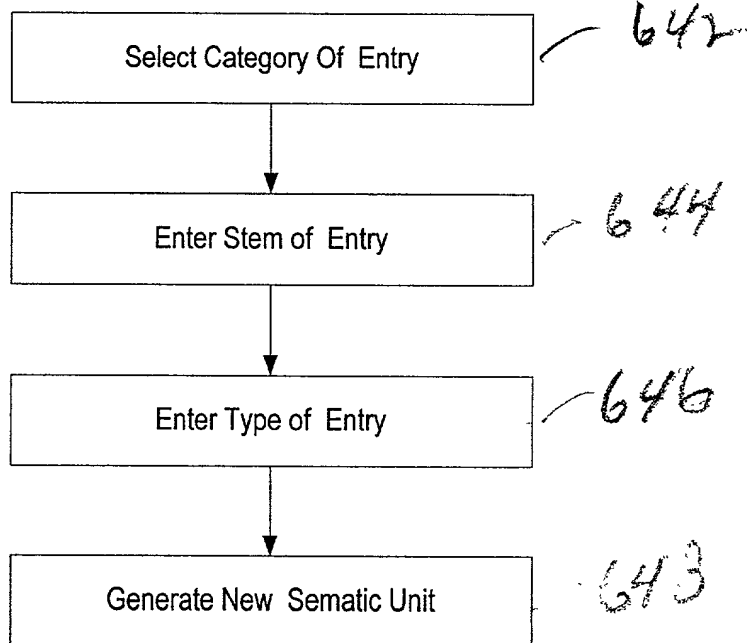 Select Category Of Entry
642
Enter Stem of Entry
644
Enter Type of Entry
646
Generate New Sematic Unit
643